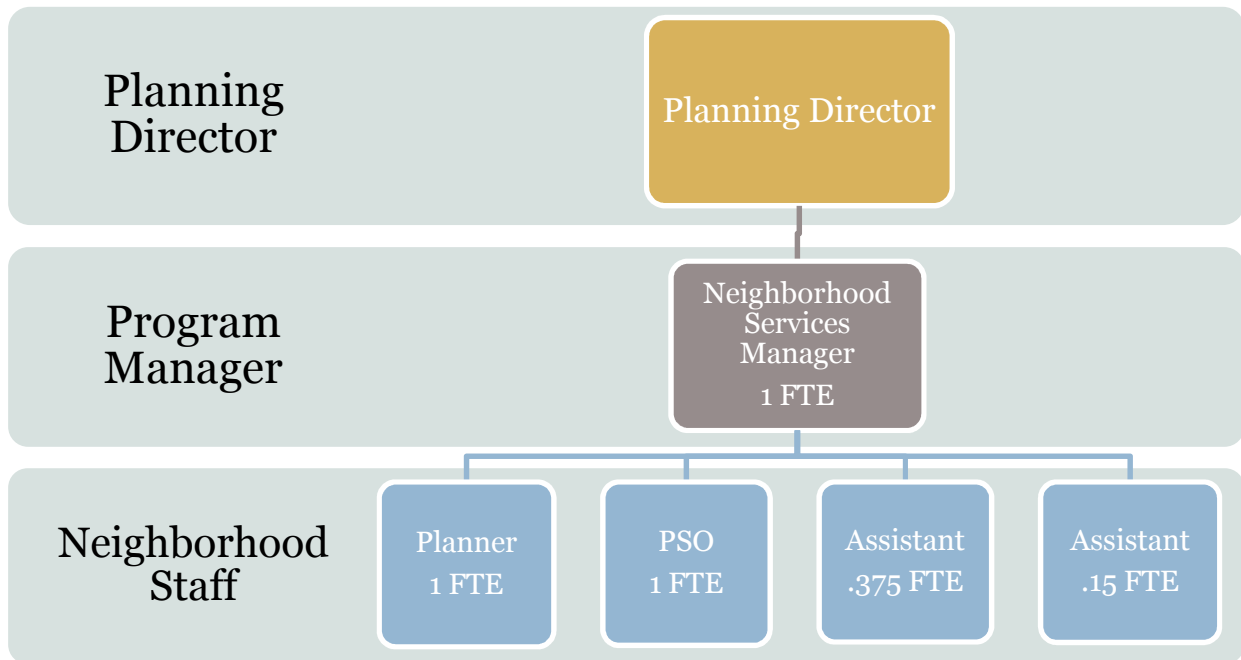 Planning
Director
Planning Director
Program
Manager
Neighborhood
Services
Manager
1 FTE
Neighborhood
Staff
Planner
1 FTE
PSO
1 FTE
Assistant
.375 FTE
Assistant
.15 FTE